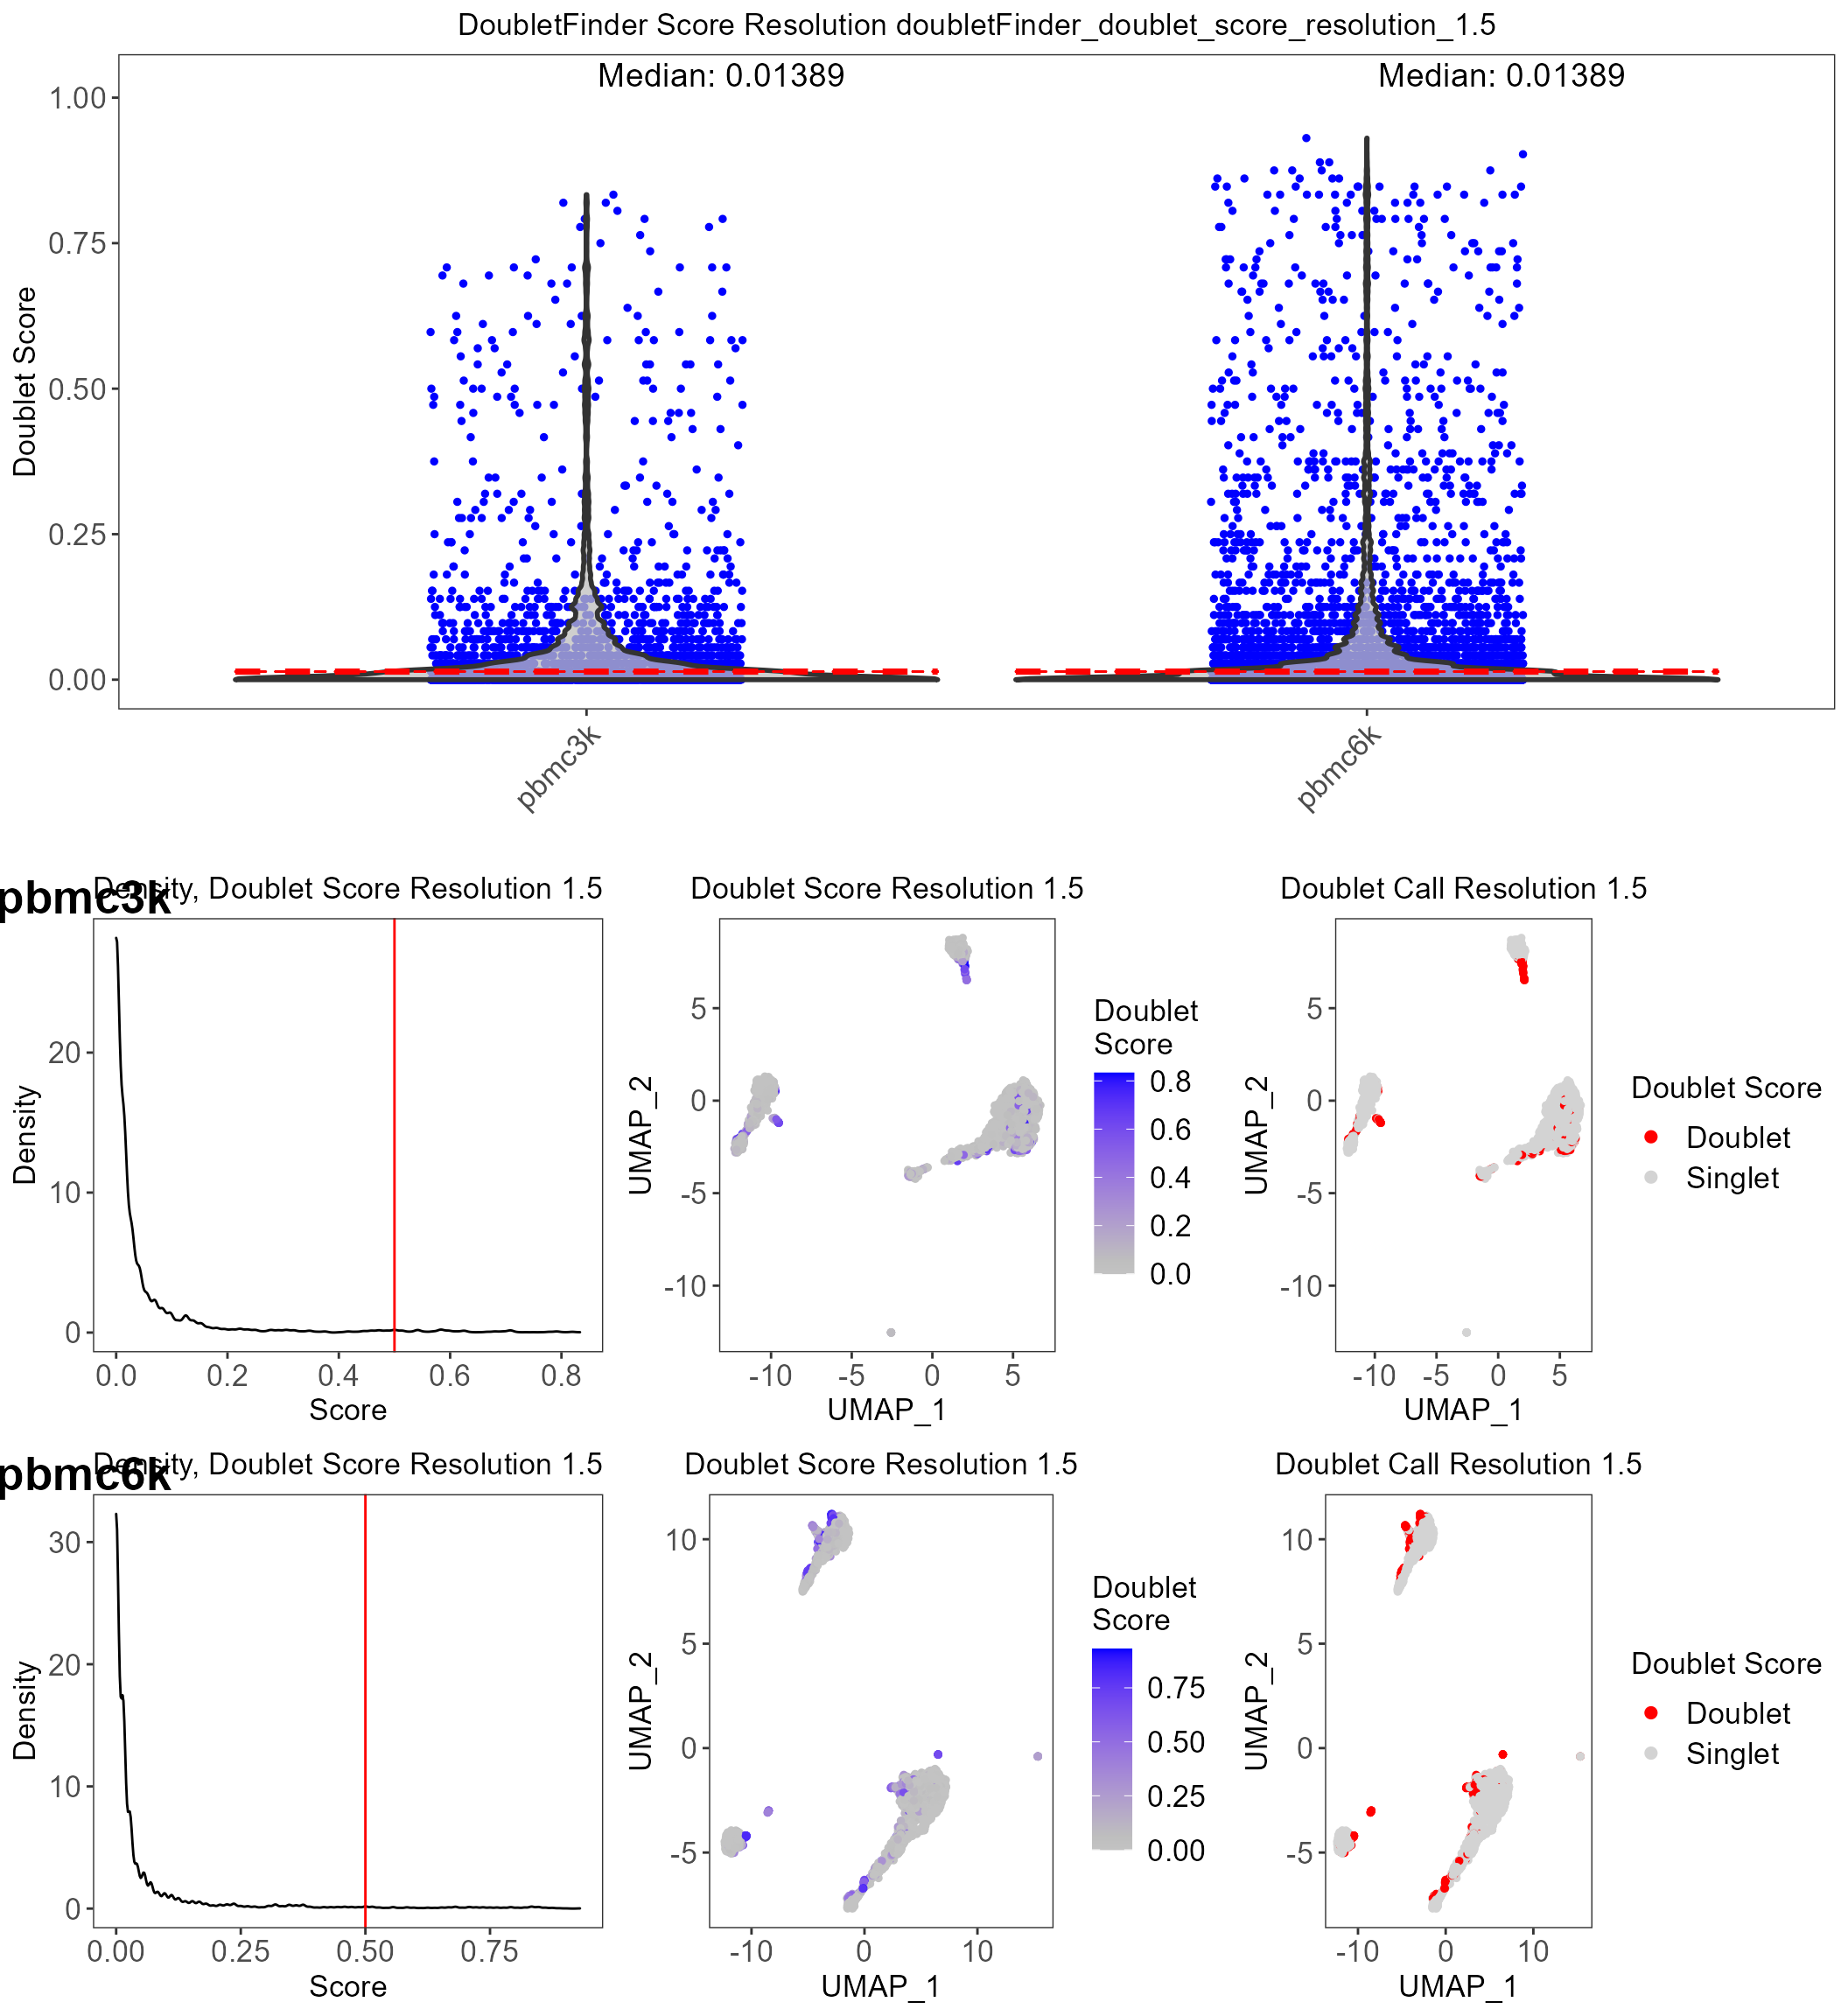 DoubletFinder Score Resolution doubletFinder_doublet_score_resolution_1.5
Median: 0.01389
Median: 0.01389
Doublet Score
1.00
0.75
0.50
0.25
0.00
pbmc3k
pbmc6k
pbmc3k
Density, Doublet Score Resolution 1.5
Density
20
10
0
0.0 0.2 0.4 0.6 0.8
Score
Doublet Score Resolution 1.5
UMAP_2
5
0
-5
-10
-10 -5 0 5
UMAP_1
Doublet
Score
0.8
0.6
0.4
0.2
0.0
Doublet Call Resolution 1.5
UMAP_2
5
0
-5
-10
-10 -5 0 5
UMAP_1
Doublet Score
Doublet
Singlet
pbmc6k
Density, Doublet Score Resolution 1.5
Density
30
20
10
0
0.00 0.25 0.50 0.75
Score
Doublet Score Resolution 1.5
UMAP_2
10
5
0
-5
-10 0 10
UMAP_1
Doublet
Score
0.75
0.50
0.25
0.00
Doublet Call Resolution 1.5
UMAP_2
10
5
0
-5
-10 0 10
UMAP_1
Doublet Score
Doublet
Singlet